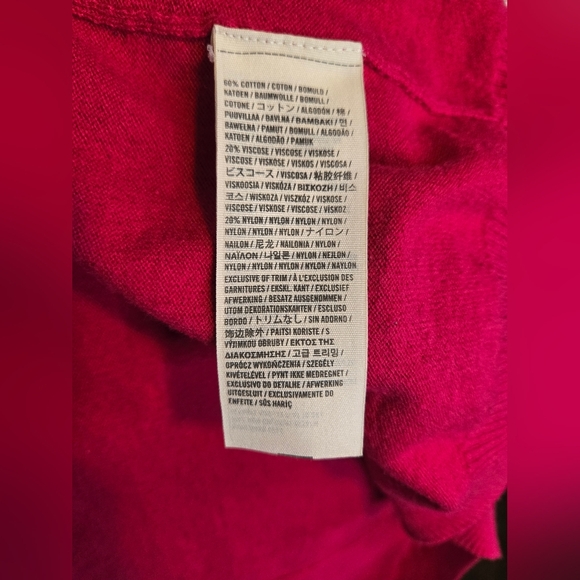 60% COTTON / COTON / BOMULD /
KATOEN / BAUMWOLLE / BOMULL /
COTONE / コットン / ALGODÓN / 棉 /
PUUVILLAA / BAVLNA / ΒΑΜΒΑΚΙ / 면 /
BAWEŁNA / PAMUT / BOMULL / ALGODÃO /
KATOEN / ALGODÃO / PAMUK
20% VISCOSE / VISCOSE / VISKOSE /
VISCOSE / VISKOSE / VISKOS / VISCOSA /
ビスコース / VISCOSA / 粘胶纤维 /
VISKOOSIA / VISKÓZA / ΒΙΣΚΟΖΗ / 비스
코스 / WISKOZA / VISZKÓZ / VISKOSE /
VISCOSE / VISKOSE / VISCOSE / VISKOZ
20% NYLON / NYLON / NYLON / NYLON /
NYLON / NYLON / NYLON / ナイロン /
NAILON / 尼龙 / NAILONIA / NYLON /
ΝΑΪΛΟΝ / 나일론 / NYLON / NEJLON /
NYLON / NYLON / NYLON / NYLON / NAYLON
EXCLUSIVE OF TRIM / À L'EXCLUSION DES
GARNITURES / EKSKL. KANT / EXCLUSIEF
AFWERKING / BESATZ AUSGENOMMEN /
UTOM DEKORATIONSKANTEN / ESCLUSO
BORDO / トリムなし / SIN ADORNO /
饰边除外 / PAITSI KORISTE / S
VÝJIMKOU OBRUBY / ΕΚΤΟΣ ΤΗΣ
ΔΙΑΚΟΣΜΗΣΗΣ / 고급 트리밍 /
OPRÓCZ WYKOŃCZENIA / SZEGÉLY
KIVÉTELÉVEL / PYNT IKKE MEDREGNET /
EXCLUSIVO DO DETALHE / AFWERKING
UITGESLUIT / EXCLUSIVAMENTE DO
ENFEITE / SÜS HARİÇ